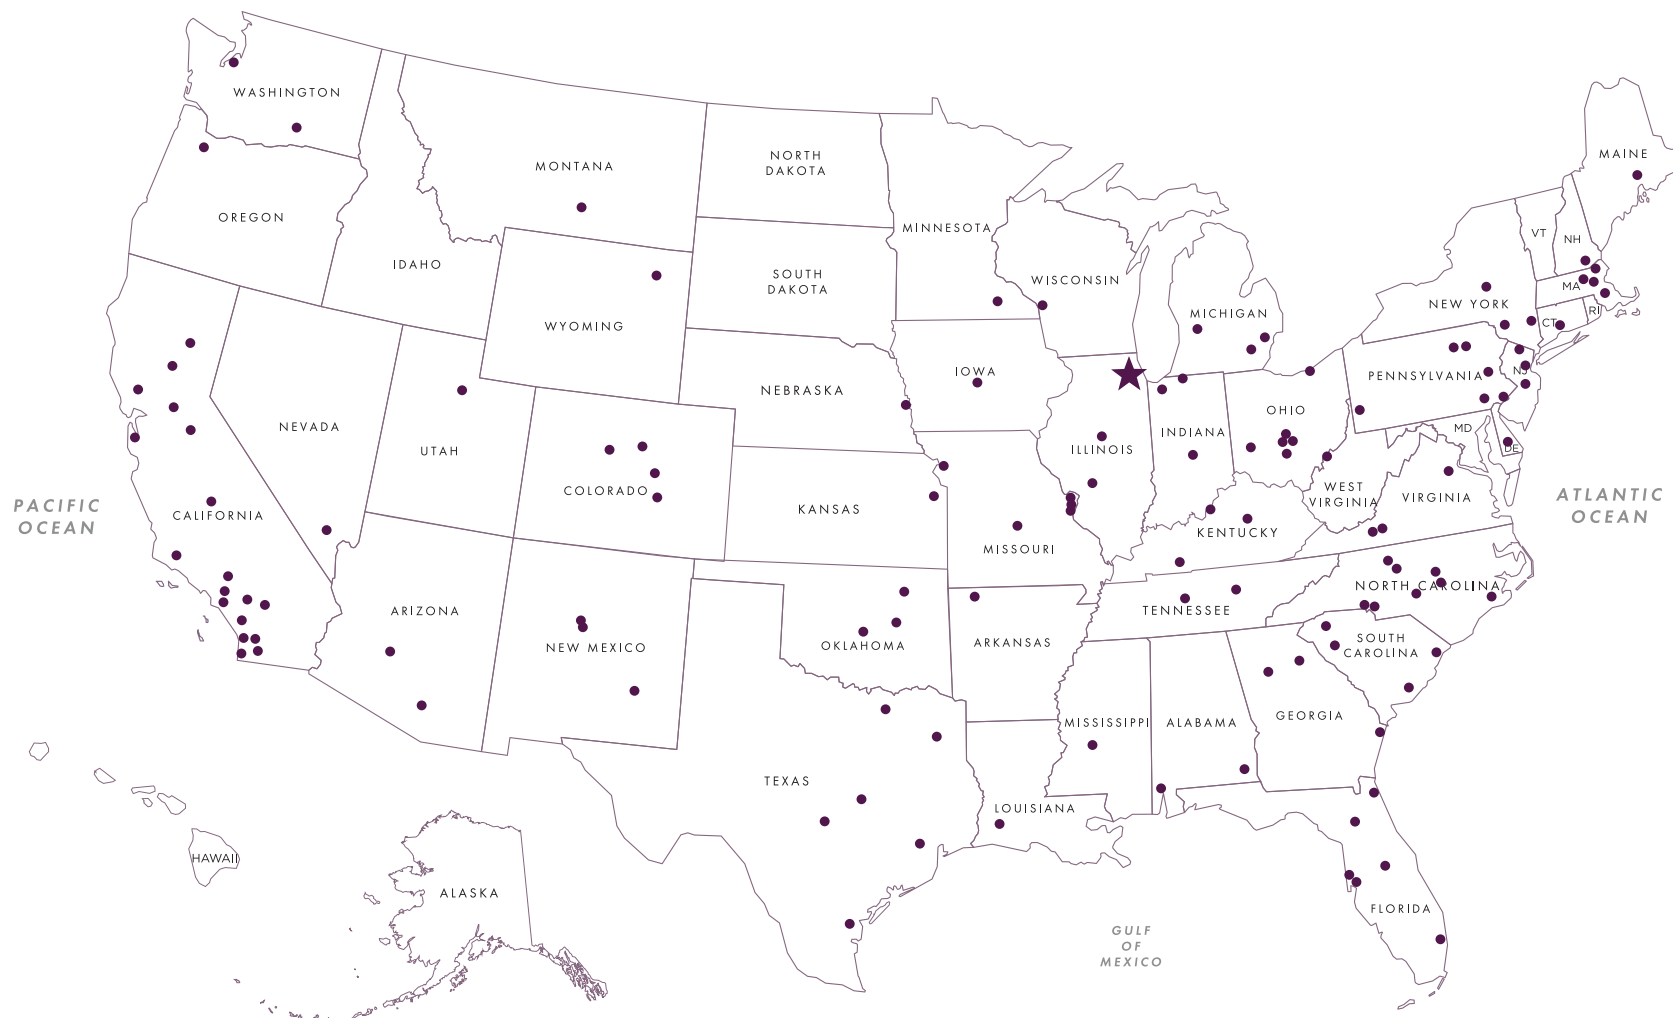 WASHINGTON
MONTANA
NORTH
DAKOTA
MAINE
OREGON
MINNESOTA
VT
NH
IDAHO
SOUTH
DAKOTA
WISCONSIN
MA
NEW YORK
MICHIGAN
WYOMING
CT
RI
IOWA
NEBRASKA
PENNSYLVANIA
NJ
OHIO
NEVADA
UTAH
ILLINOIS
INDIANA
MD
DE
COLORADO
KANSAS
WEST
VIRGINIA
VIRGINIA
PACIFIC
OCEAN
ATLANTIC
OCEAN
CALIFORNIA
MISSOURI
KENTUCKY
ARIZONA
NEW MEXICO
OKLAHOMA
ARKANSAS
TENNESSEE
NORTH CAROLINA
SOUTH
CAROLINA
MISSISSIPPI
ALABAMA
GEORGIA
TEXAS
LOUISIANA
HAWAII
ALASKA
FLORIDA
GULF
OF
MEXICO